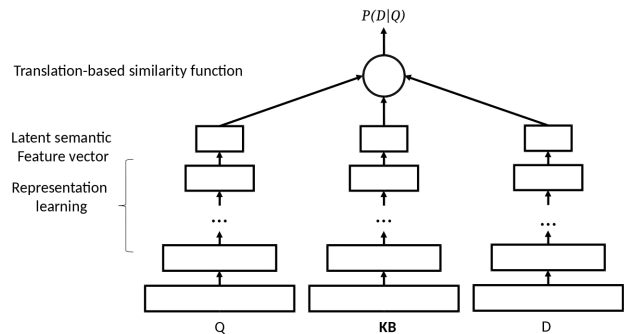 P(D|Q)
Translation-based similarity function
Latent semantic
Feature vector
Representation
learning
...
...
...
Q
KB
D